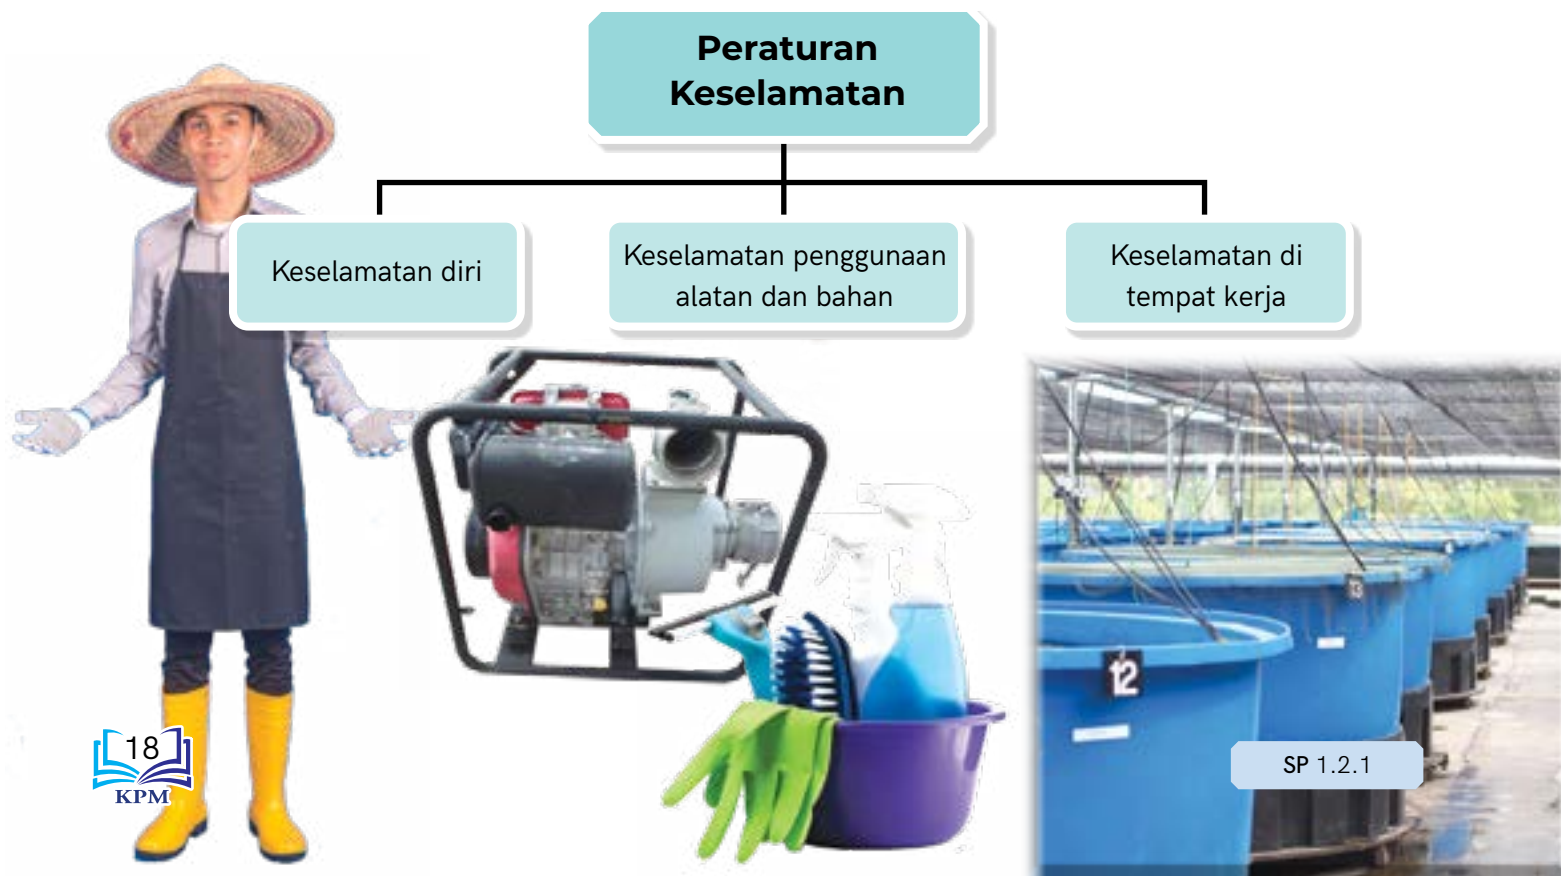 Peraturan
Keselamatan
Keselamatan diri
Keselamatan penggunaan
alatan dan bahan
Keselamatan di
tempat kerja
12
13
18
KPM
SP 1.2.1